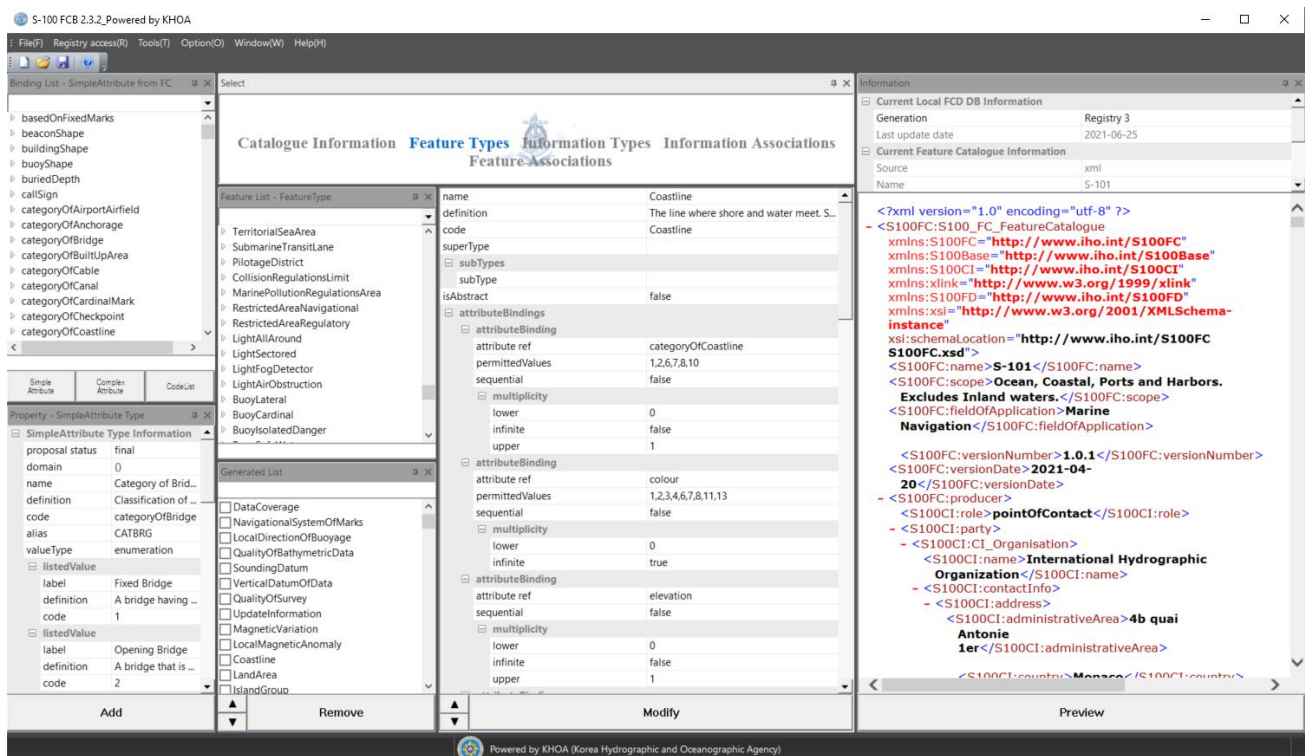 S-100 FCB 2.3.2_Powered by KHOA
File(F) Registry access(R) Tools(T) Option(O) Window(W) Help(H)
Binding List - SimpleAttribute from FC
basedOnFixedMarks
beaconShape
buildingShape
buoyShape
buriedDepth
callSign
categoryOfAirportAirfield
categoryOfAnchorage
categoryOfBridge
categoryOfBuiltUpArea
categoryOfCable
categoryOfCanal
categoryOfCardinalMark
categoryOfCheckpoint
categoryOfCoastline
Simple Attribute
Complex Attribute
CodeList
Property - SimpleAttribute Type
SimpleAttribute Type Information
proposal status final
domain ()
name Category of Brid...
definition Classification of ...
code categoryOfBridge
alias CATBRG
valueType enumeration
listedValue
label Fixed Bridge
definition A bridge having ...
code 1
listedValue
label Opening Bridge
definition A bridge that is ...
code 2
Add
Select
Catalogue Information Feature Types Information Types Information Associations
Feature Associations
Feature List - FeatureType
TerritorialSeaArea
SubmarineTransitLane
PilotageDistrict
CollisionRegulationsLimit
MarinePollutionRegulationsArea
RestrictedAreaNavigational
RestrictedAreaRegulatory
LightAllAround
LightSectored
LightFogDetector
LightAirObstruction
BuoyLateral
BuoyCardinal
BuoyIsolatedDanger
Generated List
DataCoverage
NavigationalSystemOfMarks
LocalDirectionOfBuoyage
QualityOfBathymetricData
SoundingDatum
VerticalDatumOfData
QualityOfSurvey
UpdateInformation
MagneticVariation
LocalMagneticAnomaly
Coastline
LandArea
IslandGroup
Remove
name Coastline
definition The line where shore and water meet. S...
code Coastline
superType
subTypes
subType
isAbstract false
attributeBindings
attributeBinding
attribute ref categoryOfCoastline
permittedValues 1,2,6,7,8,10
sequential false
multiplicity
lower 0
infinite false
upper 1
attributeBinding
attribute ref colour
permittedValues 1,2,3,4,6,7,8,11,13
sequential false
multiplicity
lower 0
infinite true
attributeBinding
attribute ref elevation
sequential false
multiplicity
lower 0
infinite false
upper 1
Modify
Information
Current Local FCD DB Information
Generation Registry 3
Last update date 2021-06-25
Current Feature Catalogue Information
Source xml
Name S-101
<?xml version="1.0" encoding="utf-8" ?>
- <S100FC:S100_FC_FeatureCatalogue
xmlns:S100FC="http://www.iho.int/S100FC"
xmlns:S100Base="http://www.iho.int/S100Base"
xmlns:S100CI="http://www.iho.int/S100CI"
xmlns:xlink="http://www.w3.org/1999/xlink"
xmlns:S100FD="http://www.iho.int/S100FD"
xmlns:xsi="http://www.w3.org/2001/XMLSchema-
instance"
xsi:schemaLocation="http://www.iho.int/S100FC
S100FC.xsd">
<S100FC:name>S-101</S100FC:name>
<S100FC:scope>Ocean, Coastal, Ports and Harbors.
Excludes Inland waters.</S100FC:scope>
<S100FC:fieldOfApplication>Marine
Navigation</S100FC:fieldOfApplication>
<S100FC:versionNumber>1.0.1</S100FC:versionNumber>
<S100FC:versionDate>2021-04-
20</S100FC:versionDate>
- <S100FC:producer>
<S100CI:role>pointOfContact</S100CI:role>
- <S100CI:party>
- <S100CI:CI_Organisation>
<S100CI:name>International Hydrographic
Organization</S100CI:name>
- <S100CI:contactInfo>
- <S100CI:address>
<S100CI:administrativeArea>4b quai
Antonie
1er</S100CI:administrativeArea>
<S100CI:country>Monaco</S100CI:country>
Preview
Powered by KHOA (Korea Hydrographic and Oceanographic Agency)